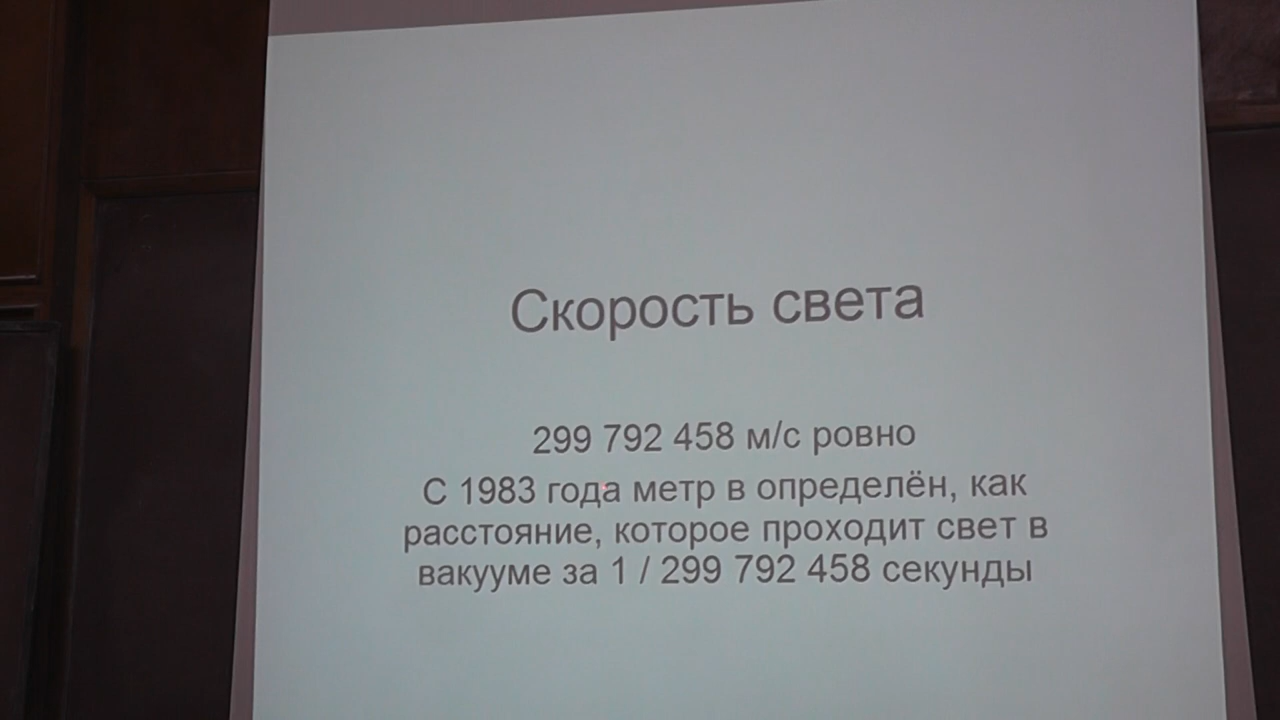 Скорость света
299 792 458 м/с ровно
С 1983 года метр в определён, как
расстояние, которое проходит свет в
вакууме за 1 / 299 792 458 секунды